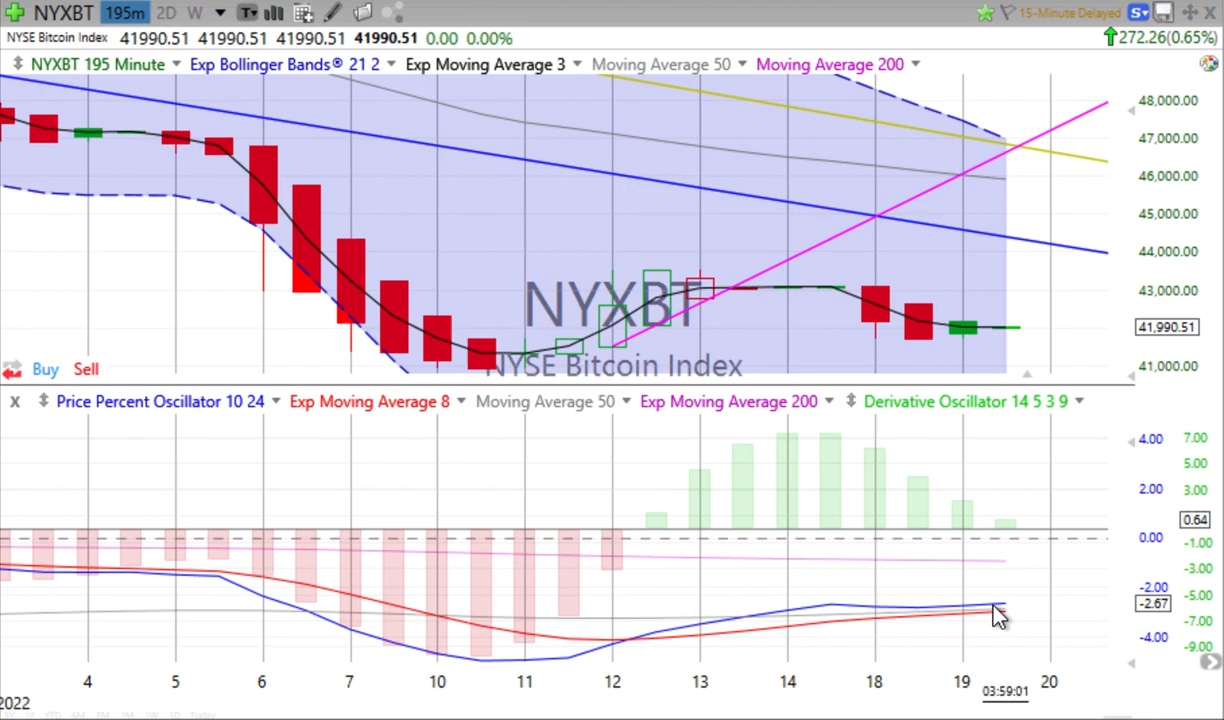 NYXBT 195m 2D W T 15-Minute Delayed S
NYSE Bitcoin Index 41990.51 41990.51 41990.51 41990.51 0.00 0.00% 272.26(0.65%)
NYXBT 195 Minute Exp Bollinger Bands® 21 2 Exp Moving Average 3 Moving Average 50 Moving Average 200
48,000.00
47,000.00
46,000.00
45,000.00
44,000.00
43,000.00
NYXBT
41,990.51
NYSE Bitcoin Index
41,000.00
Buy Sell
X Price Percent Oscillator 10 24 Exp Moving Average 8 Moving Average 50 Exp Moving Average 200 Derivative Oscillator 14 5 3 9
4.00 7.00
5.00
2.00 3.00
0.64
0.00 -1.00
-3.00
-2.00 -5.00
-2.67
-7.00
-4.00 -9.00
4 5 6 7 10 11 12 13 14 18 19 20
03:59:01
2022